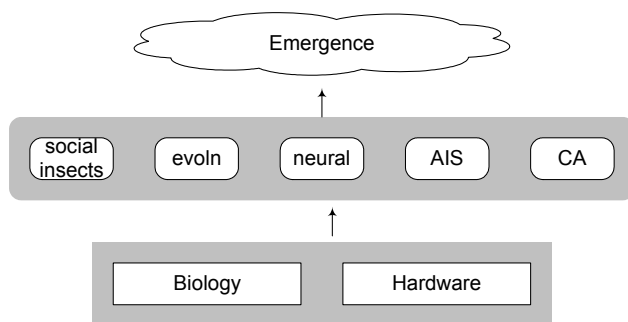 Emergence
social
insects
evoln
neural
AIS
CA
Biology
Hardware